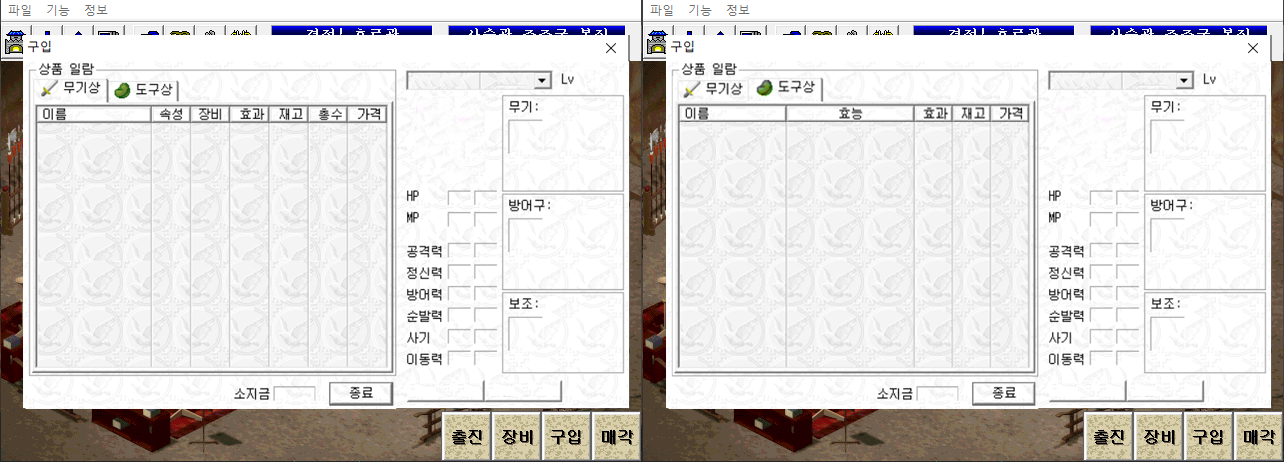 파일 기능 정보
구입
상품 일람
무기상 도구상
이름 속성 장비 효과 재고 총수 가격
Lv
무기:
HP
MP
방어구:
공격력
정신력
방어력
순발력
사기
이동력
보조:
소지금 종료
출진 장비 구입 매각
파일 기능 정보
구입
상품 일람
무기상 도구상
이름 효능 효과 재고 가격
Lv
무기:
HP
MP
방어구:
공격력
정신력
방어력
순발력
사기
이동력
보조:
소지금 종료
출진 장비 구입 매각